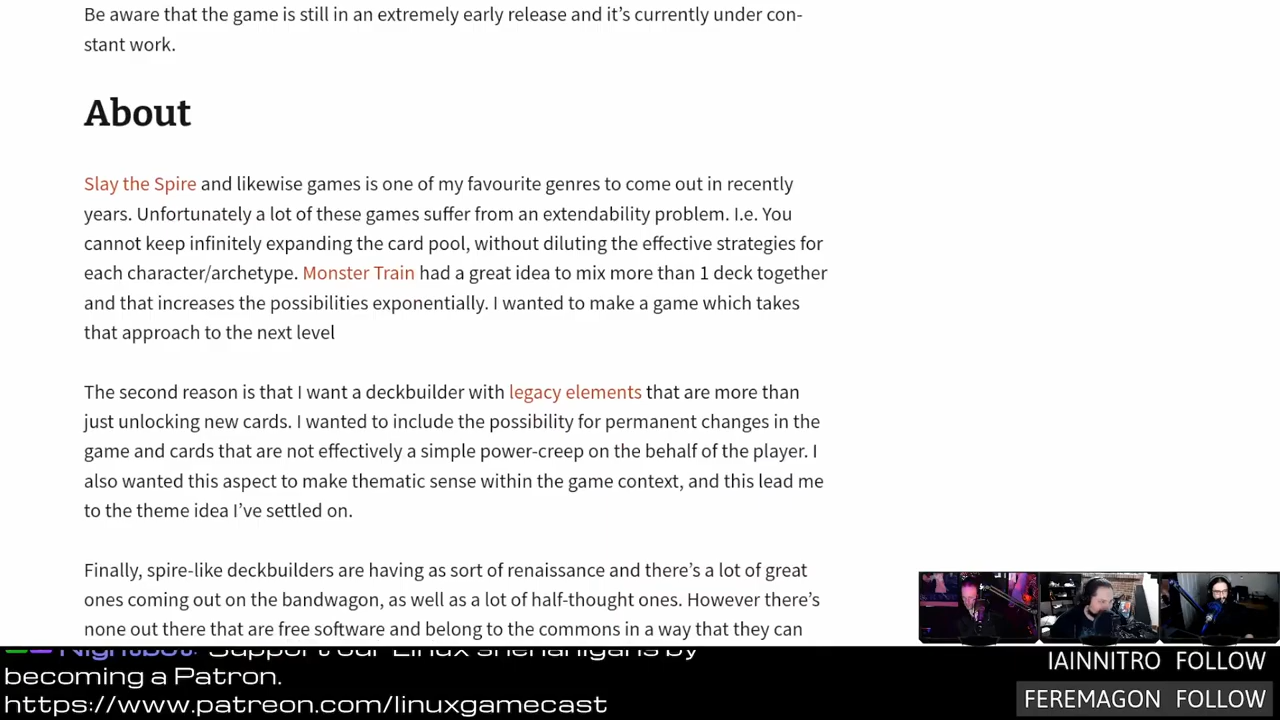 Be aware that the game is still in an extremely early release and it’s currently under con-
stant work.
About
Slay the Spire and likewise games is one of my favourite genres to come out in recently
years. Unfortunately a lot of these games suffer from an extendability problem. I.e. You
cannot keep infinitely expanding the card pool, without diluting the effective strategies for
each character/archetype. Monster Train had a great idea to mix more than 1 deck together
and that increases the possibilities exponentially. I wanted to make a game which takes
that approach to the next level
The second reason is that I want a deckbuilder with legacy elements that are more than
just unlocking new cards. I wanted to include the possibility for permanent changes in the
game and cards that are not effectively a simple power-creep on the behalf of the player. I
also wanted this aspect to make thematic sense within the game context, and this lead me
to the theme idea I’ve settled on.
Finally, spire-like deckbuilders are having as sort of renaissance and there’s a lot of great
ones coming out on the bandwagon, as well as a lot of half-thought ones. However there’s
none out there that are free software and belong to the commons in a way that they can
Nightbot: Support our Linux shenanigans by
becoming a Patron.
https://www.patreon.com/linuxgamecast
IAINNITRO FOLLOW
FEREMAGON FOLLOW